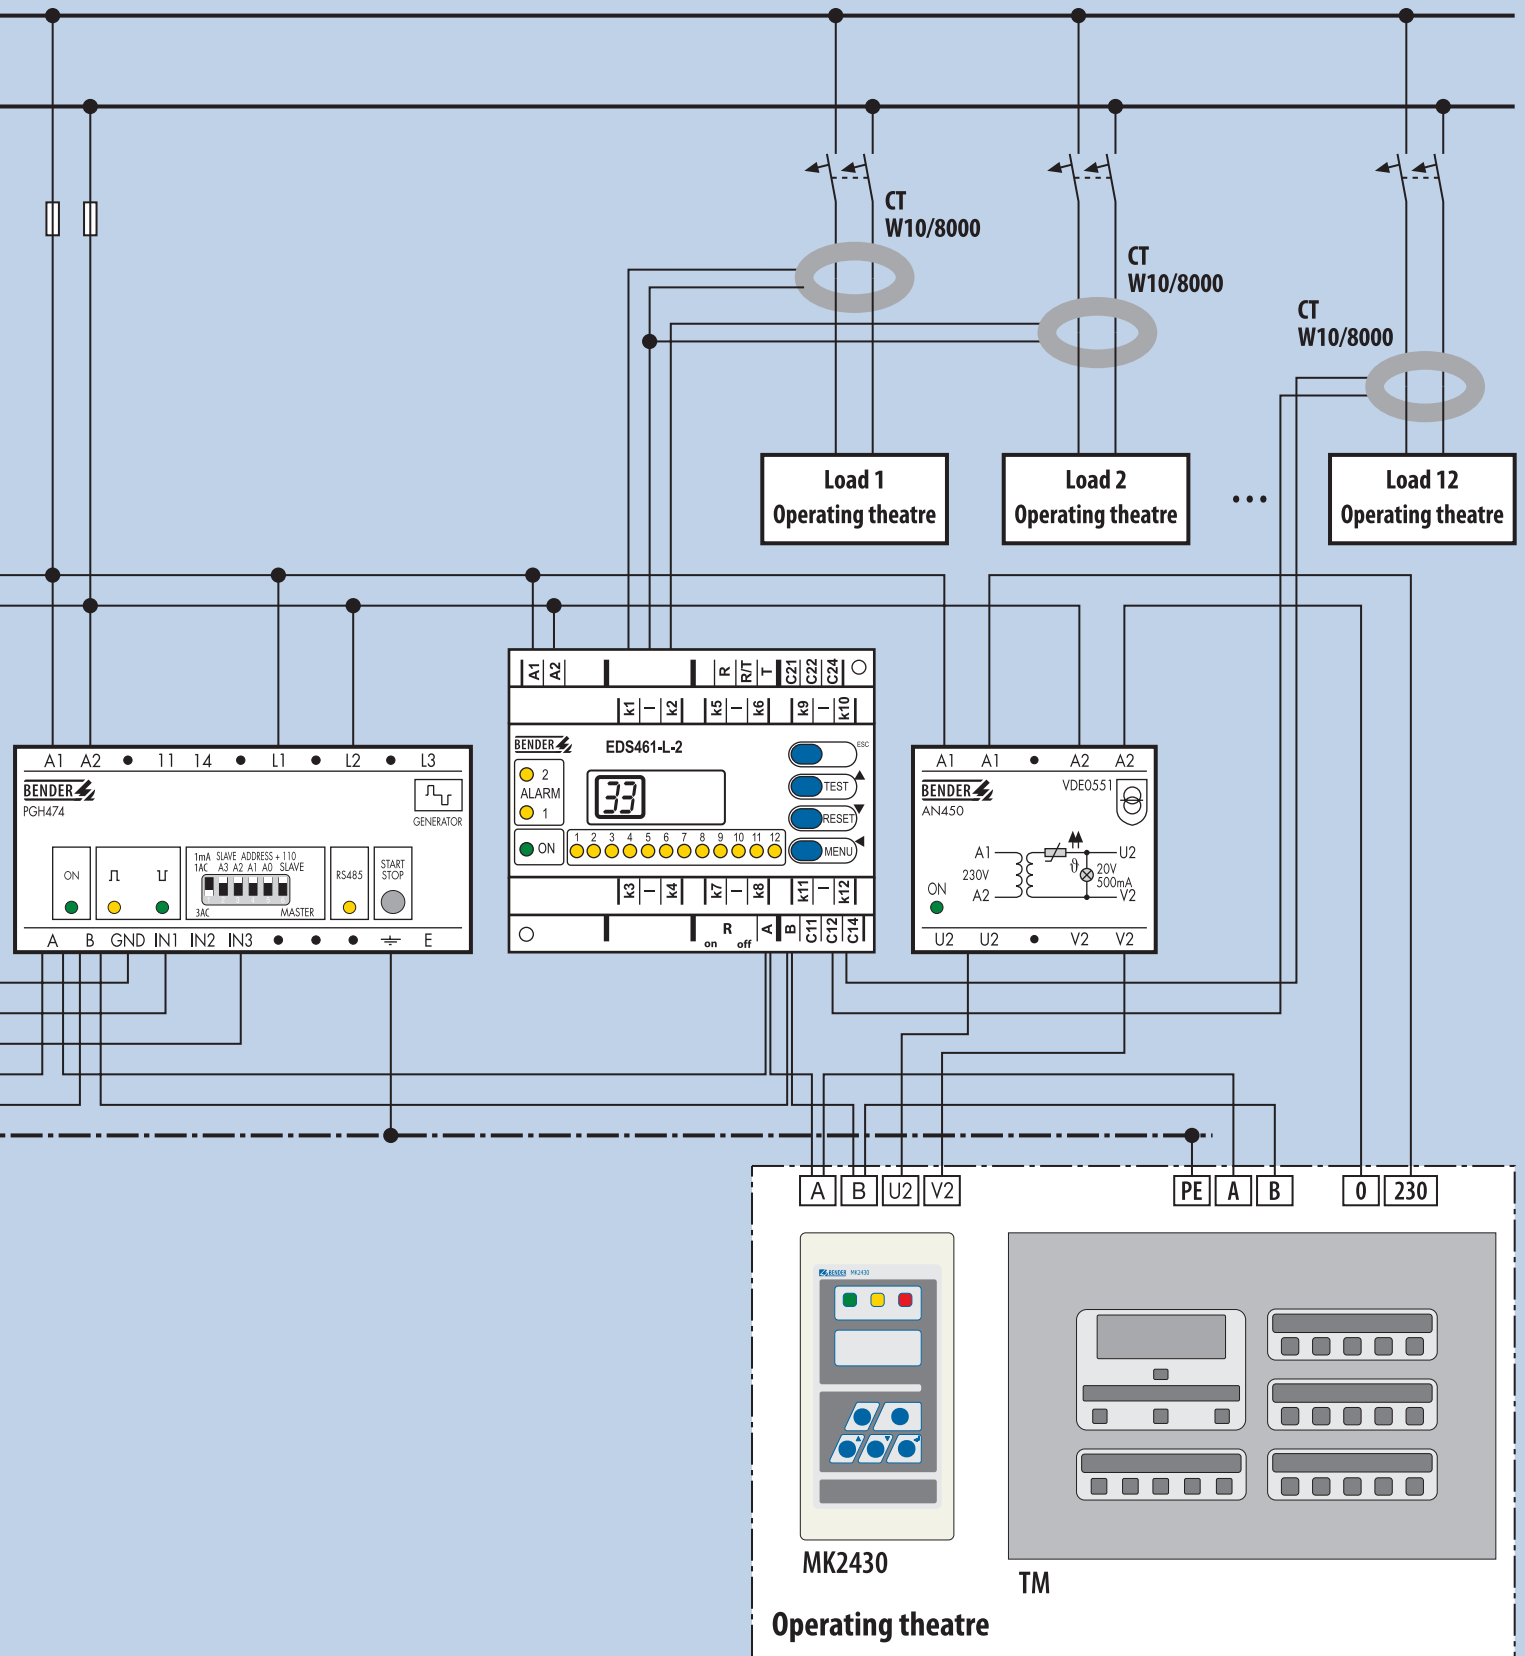 CT
W10/8000
CT
W10/8000
CT
W10/8000
Load 1
Operating theatre
Load 2
Operating theatre
...
Load 12
Operating theatre
A1 A2 • 11 14 • L1 • L2 • L3
BENDER
PGH474
GENERATOR
ON
1mA SLAVE ADDRESS + 110
1AC A3 A2 A1 A0 SLAVE
3AC MASTER
RS485
START
STOP
A B GND IN1 IN2 IN3 • • • E
A1 A2 R R/T T C21 C22 C24
k1 l k2 k5 l k6 k9 l k10
BENDER
EDS461-L-2
ESC
2
ALARM
1
33
TEST
RESET
MENU
ON
1 2 3 4 5 6 7 8 9 10 11 12
k3 l k4 k7 l k8 k11 l k12
R
on off
A B C11 C12 C14
A1 A1 • A2 A2
BENDER
VDE0551
AN450
A1
230V
A2
ϑ
U2
20V
500mA
V2
ON
U2 U2 • V2 V2
A B U2 V2
PE A B 0 230
BENDER MK2430
MK2430
TM
Operating theatre